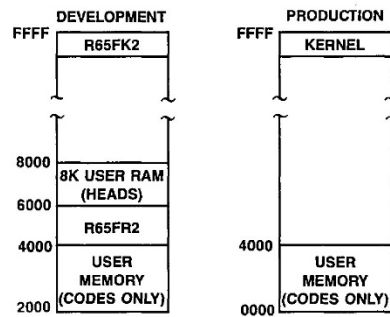 DEVELOPMENT
FFFF
R65FK2
8000
8K USER RAM
(HEADS)
6000
R65FR2
4000
USER
MEMORY
(CODES ONLY)
2000
PRODUCTION
FFFF
KERNEL
4000
USER
MEMORY
(CODES ONLY)
0000